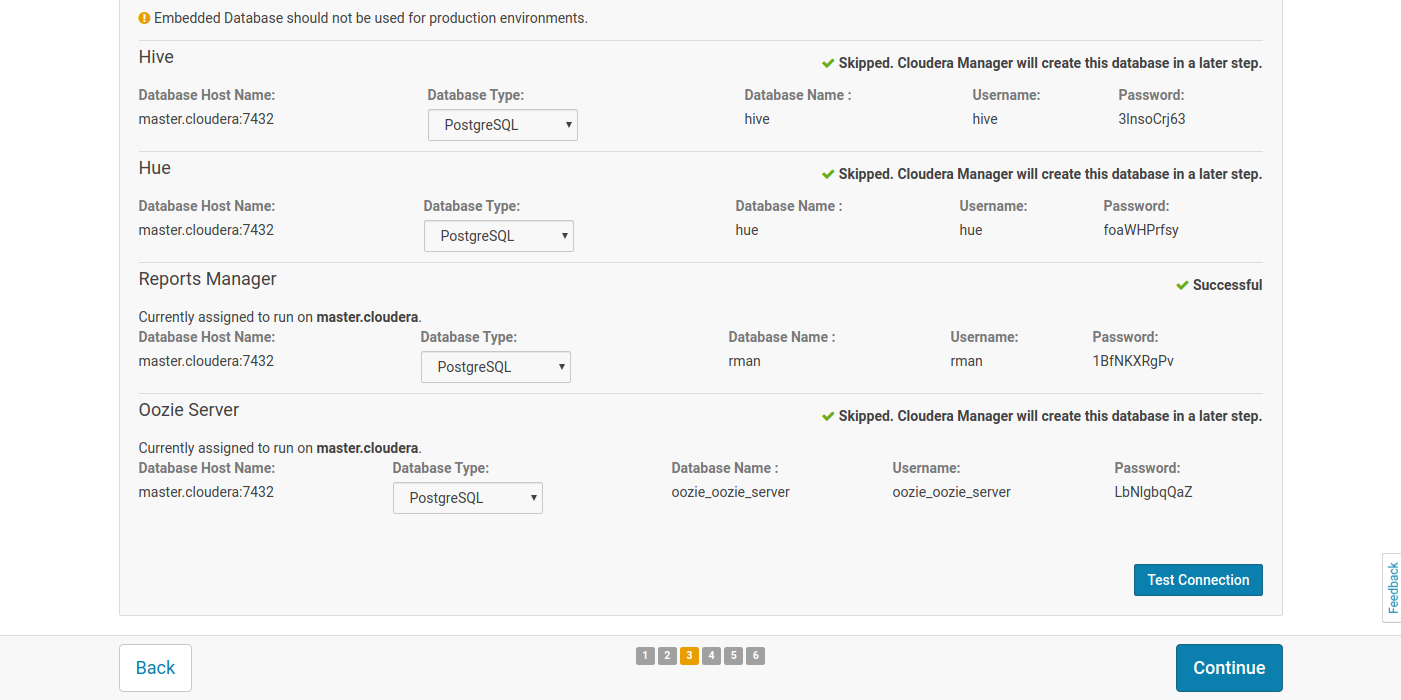 Embedded Database should not be used for production environments.
Hive
Skipped. Cloudera Manager will create this database in a later step.
Database Host Name: Database Type: Database Name : Username: Password:
master.cloudera:7432 PostgreSQL hive hive 3InsoCrj63
Hue
Skipped. Cloudera Manager will create this database in a later step.
Database Host Name: Database Type: Database Name : Username: Password:
master.cloudera:7432 PostgreSQL hue hue foaWHPrfsy
Reports Manager
Successful
Currently assigned to run on master.cloudera.
Database Host Name: Database Type: Database Name : Username: Password:
master.cloudera:7432 PostgreSQL rman rman 1BfNKXRgPv
Oozie Server
Skipped. Cloudera Manager will create this database in a later step.
Currently assigned to run on master.cloudera.
Database Host Name: Database Type: Database Name : Username: Password:
master.cloudera:7432 PostgreSQL oozie_oozie_server oozie_oozie_server LbNIgbqQaZ
Test Connection
Feedback
Back 1 2 3 4 5 6 Continue